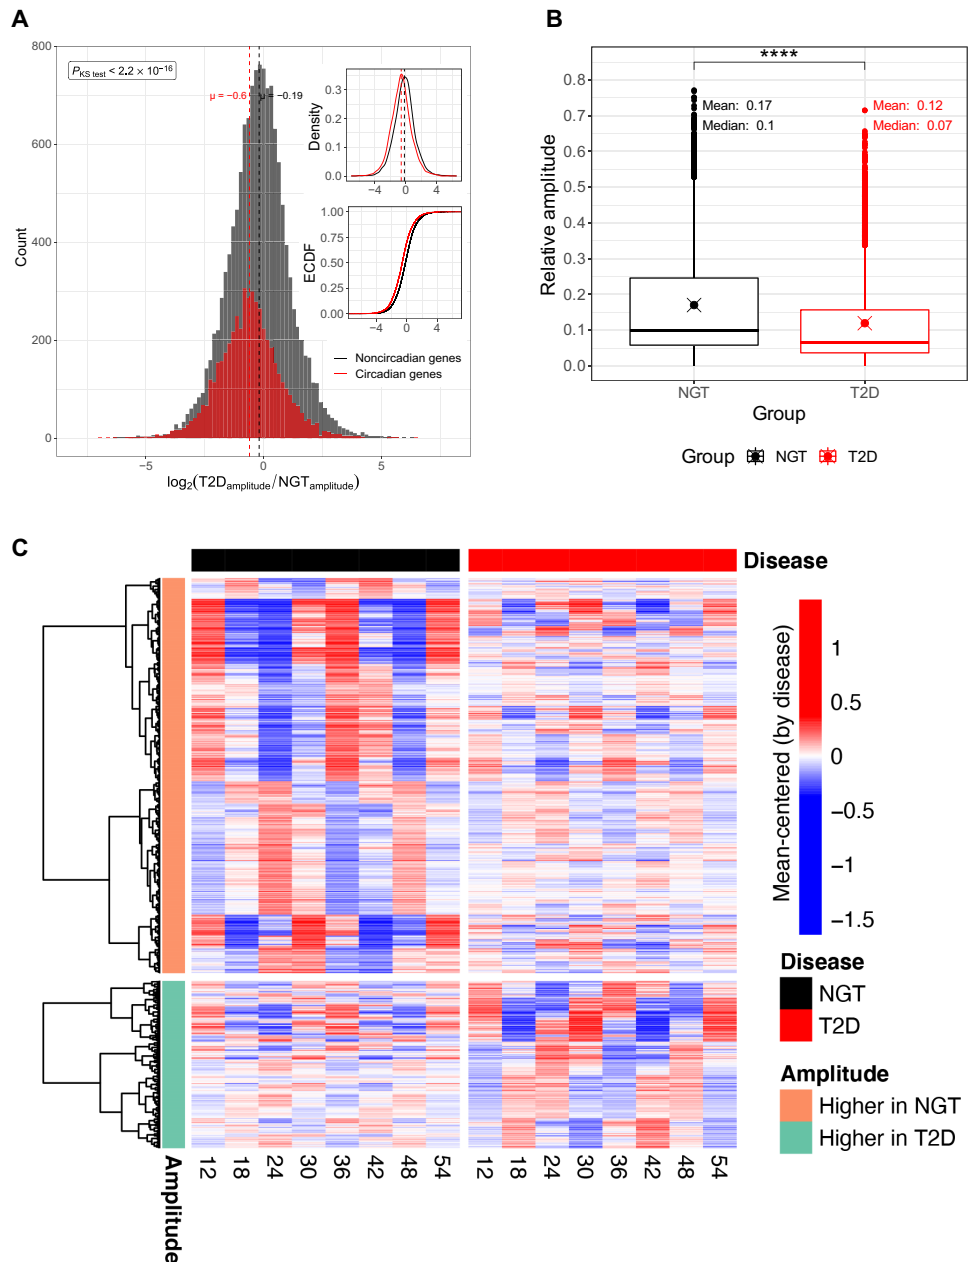 A
P KS test < 2.2 × 10−16
μ = −0.6
μ = −0.19
800
600
400
200
0
Count
−5
0
5
log2(T2Damplitude/NGTamplitude)
Density
0.3
0.2
0.1
0.0
−4
0
4
ECDF
1.00
0.75
0.50
0.25
0.00
−4
0
4
Noncircadian genes
Circadian genes
B
****
Mean: 0.17
Median: 0.1
Mean: 0.12
Median: 0.07
Relative amplitude
0.8
0.7
0.6
0.5
0.4
0.3
0.2
0.1
0.0
NGT
T2D
Group
Group NGT T2D
C
Disease
Mean-centered (by disease)
1
0.5
0
−0.5
−1
−1.5
Disease
NGT
T2D
Amplitude
Higher in NGT
Higher in T2D
Amplitude
12 18 24 30 36 42 48 54 12 18 24 30 36 42 48 54